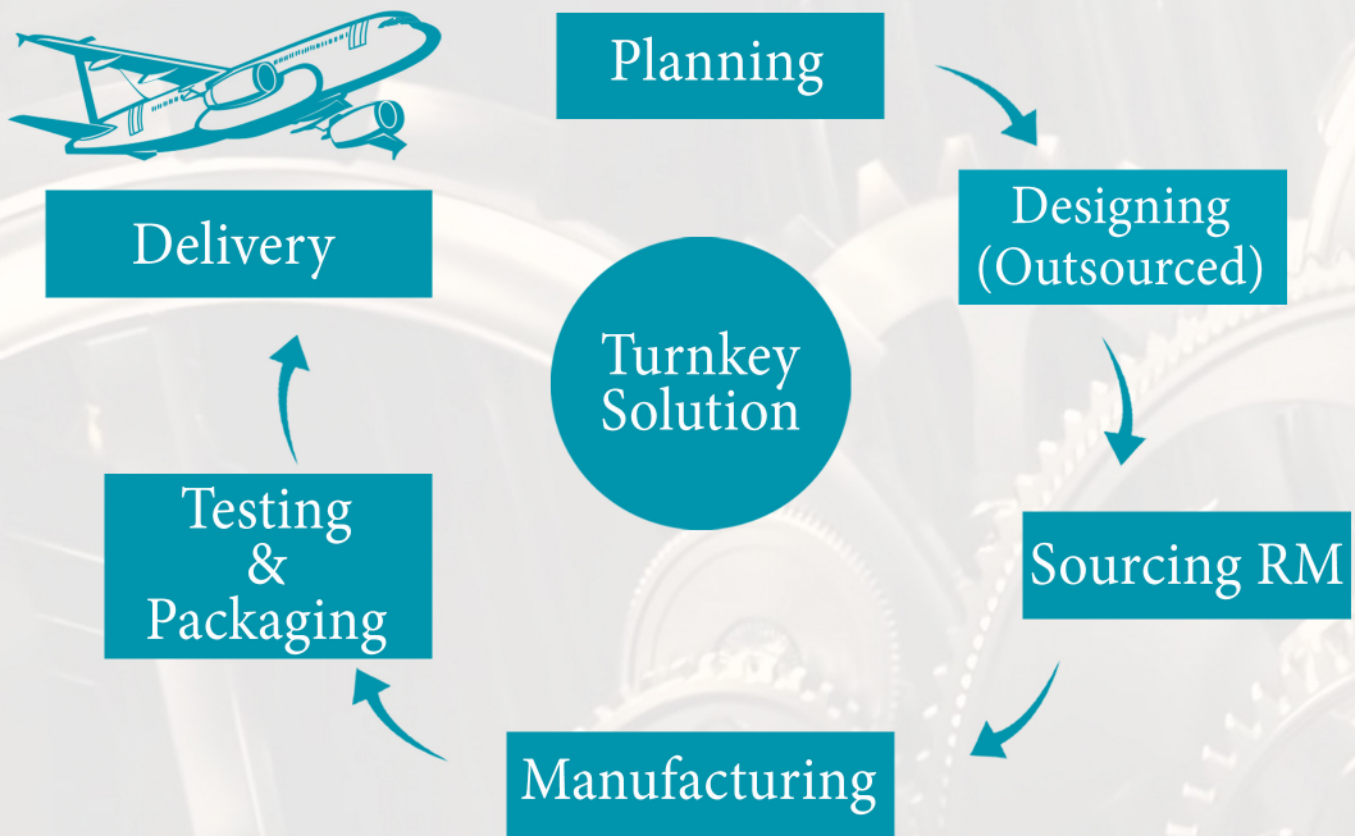 Planning
Designing
(Outsourced)
Sourcing RM
Manufacturing
Testing
&
Packaging
Delivery
Turnkey
Solution